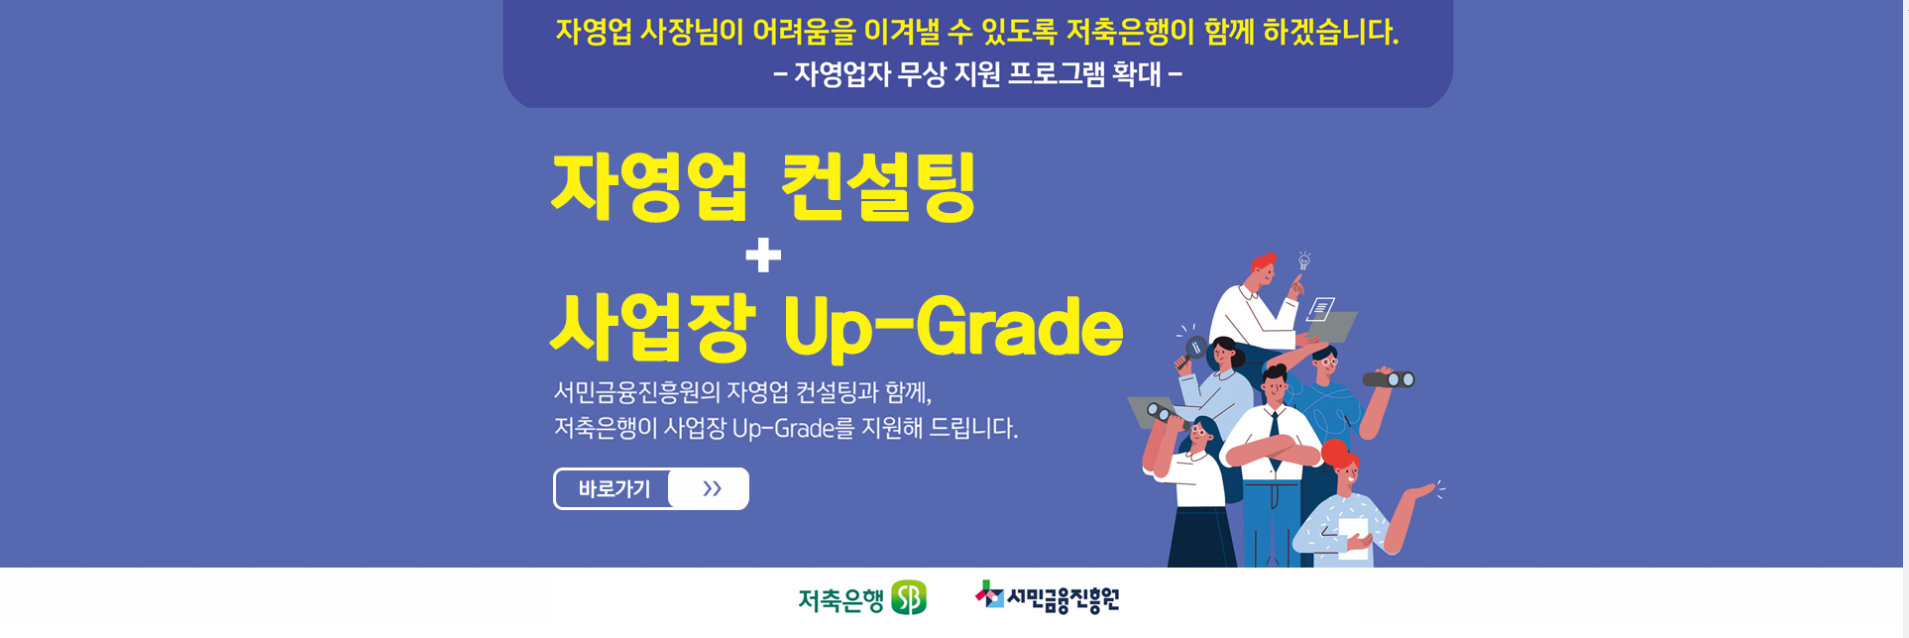 자영업 사장님이 어려움을 이겨낼 수 있도록 저축은행이 함께 하겠습니다.
- 자영업자 무상 지원 프로그램 확대 -
자영업 컨설팅
+
사업장 Up-Grade
서민금융진흥원의 자영업 컨설팅과 함께,
저축은행이 사업장 Up-Grade를 지원해 드립니다.
바로가기 >>
저축은행 SB 서민금융진흥원